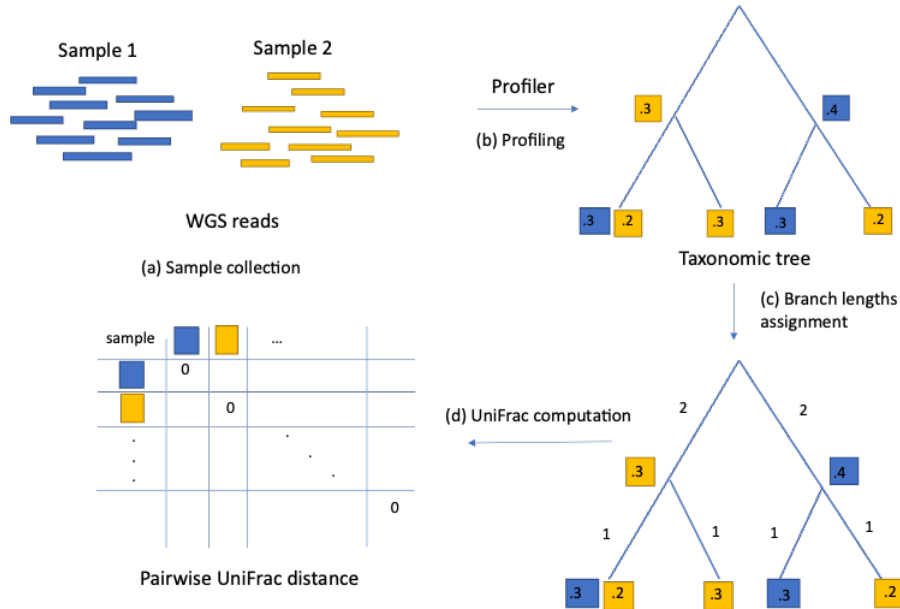 Sample 1
Sample 2
WGS reads
(a) Sample collection
Profiler
(b) Profiling
.3
.4
.3
.2
.3
.3
.2
Taxonomic tree
(c) Branch lengths
assignment
2
2
.3
.4
1
1
1
1
.3
.2
.3
.3
.2
(d) UniFrac computation
sample
...
0
0
.
.
.
.
.
.
0
Pairwise UniFrac distance